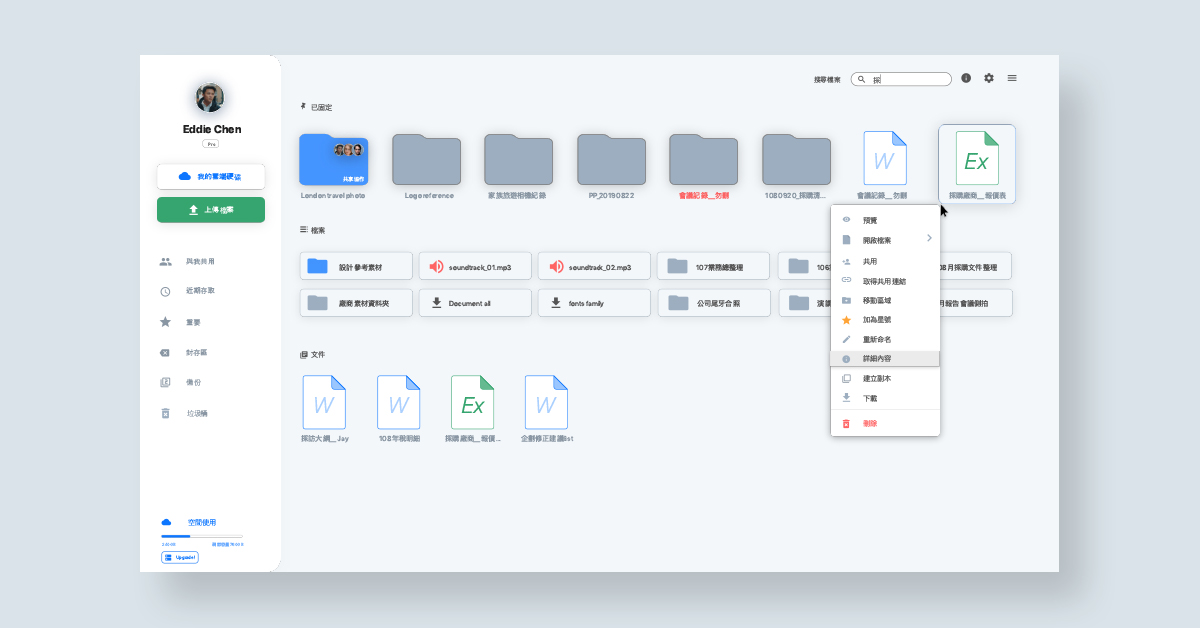 Eddie Chen
Pro
我的雲端硬碟
上傳檔案
與我共用
近期存取
重要
封存區
備份
垃圾桶
空間使用
Upgrade!
搜尋檔案
採
已固定
共享協作
W
Ex
London travel photo
Logo reference
家族旅遊相機紀錄
PP_20190822
會議記錄__勿刪
1080920_採購流...
會議記錄__勿刪
採購廠商__報價表
檔案
設計參考素材
soundtrack_01.mp3
soundtrack_02.mp3
107業務總整理
106
08月採購文件整理
廠商素材資料夾
Document all
fonts family
公司尾牙合照
演講
月報告會議側拍
預覽
開啟檔案
共用
取得共用連結
移動區域
加為星號
重新命名
詳細內容
建立副本
下載
刪除
文件
W
W
Ex
W
採訪大綱__Jay
108年稅明細
採購廠商__報價...
企劃修正建議list